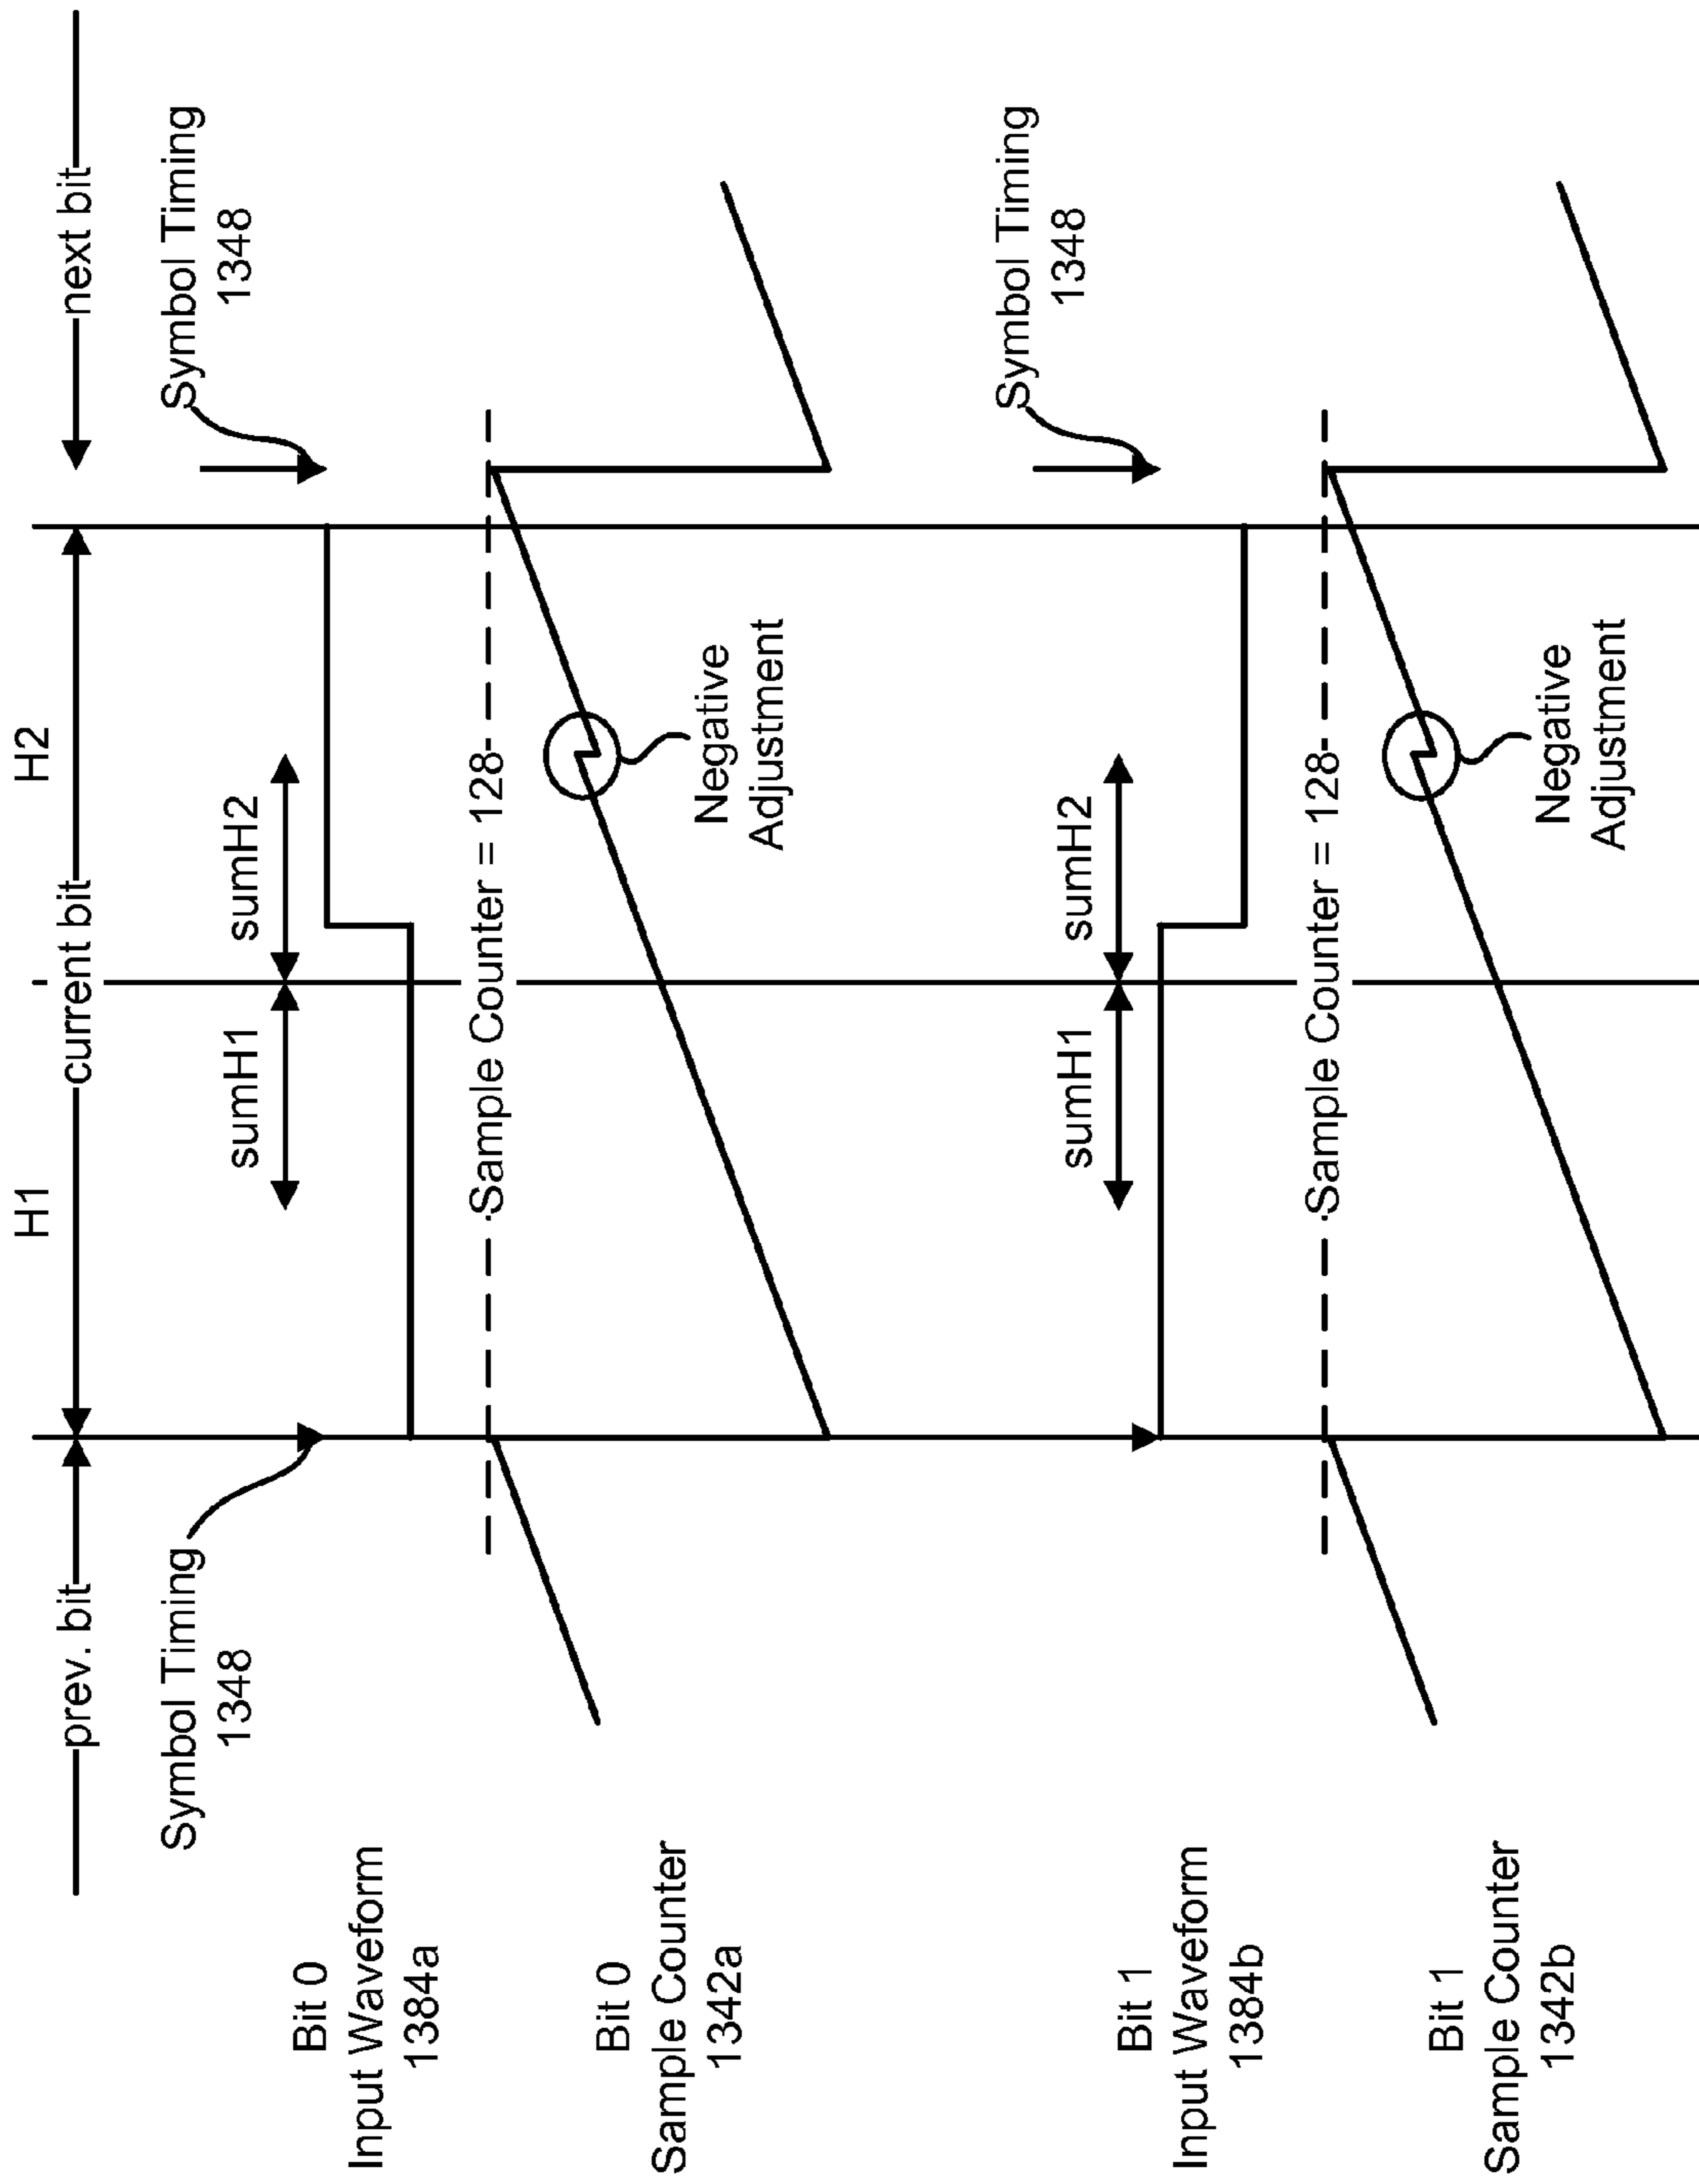 H1
H2
prev. bit
current bit
next bit
Symbol Timing
1348
Symbol Timing
1348
sumH1
sumH2
Bit 0
Input Waveform
1384a
Sample Counter = 128
Bit 0
Sample Counter
1342a
Negative
Adjustment
Symbol Timing
1348
sumH1
sumH2
Bit 1
Input Waveform
1384b
Sample Counter = 128
Bit 1
Sample Counter
1342b
Negative
Adjustment